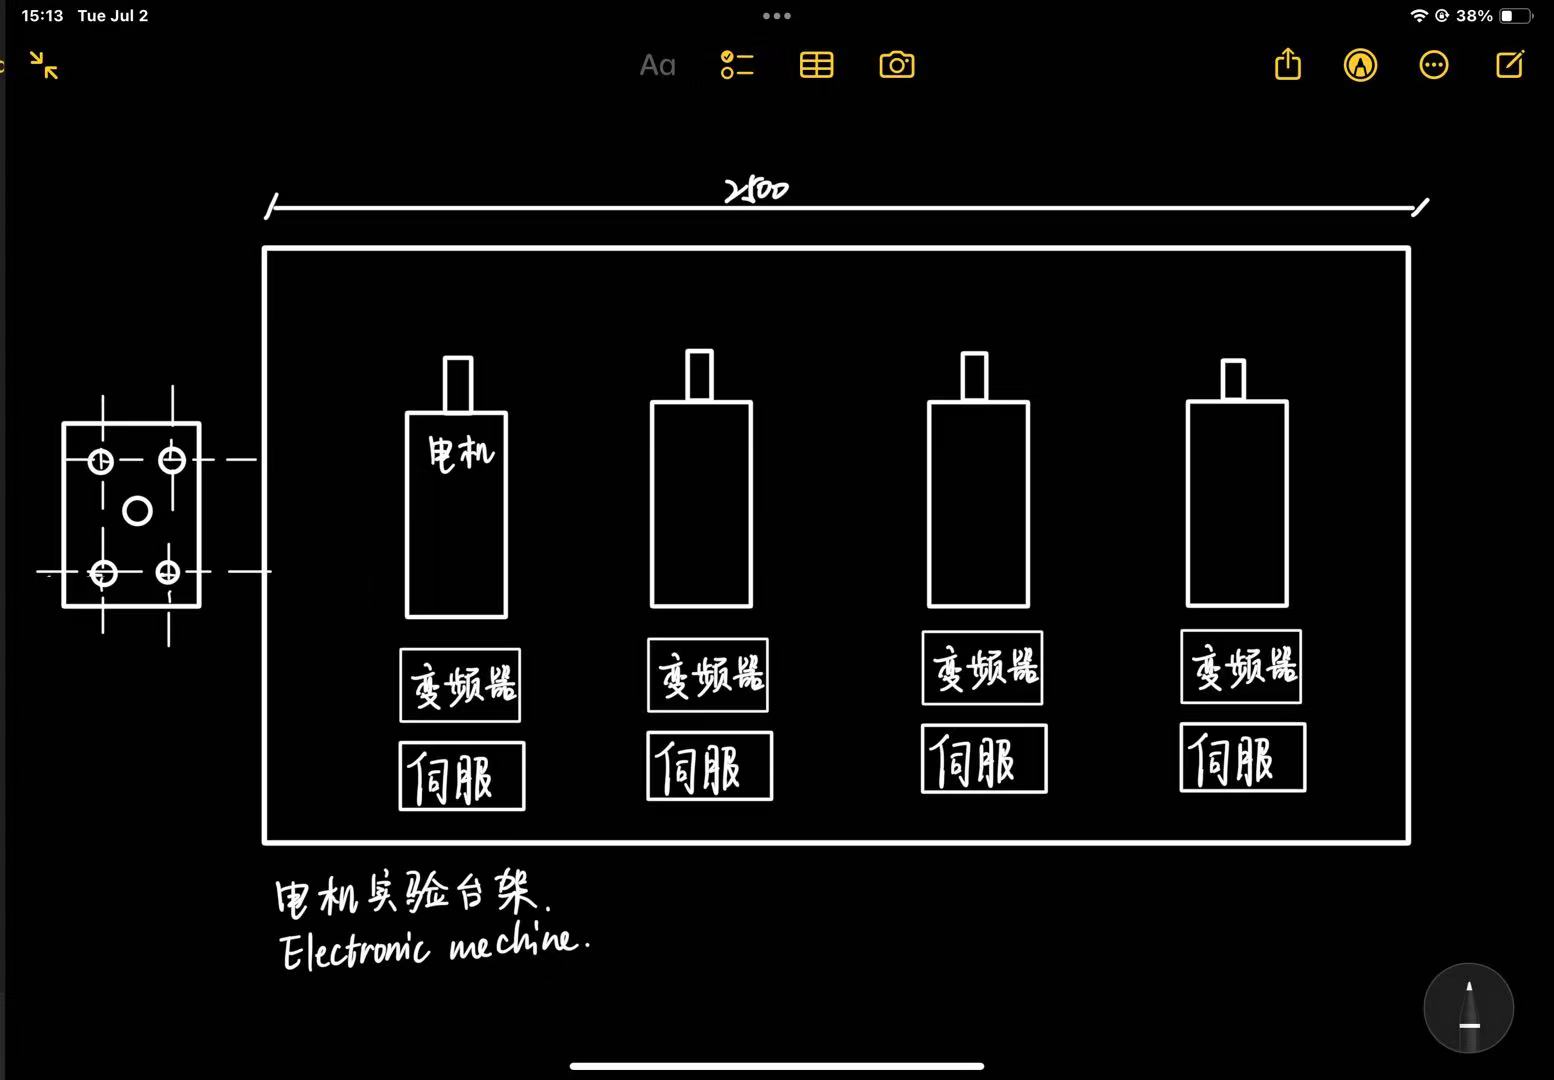 15:13 Tue Jul 2
38%
Aa
2500
电机
变频器 变频器 变频器 变频器
伺服 伺服 伺服 伺服
电机实验台架.
Electronic mechine.